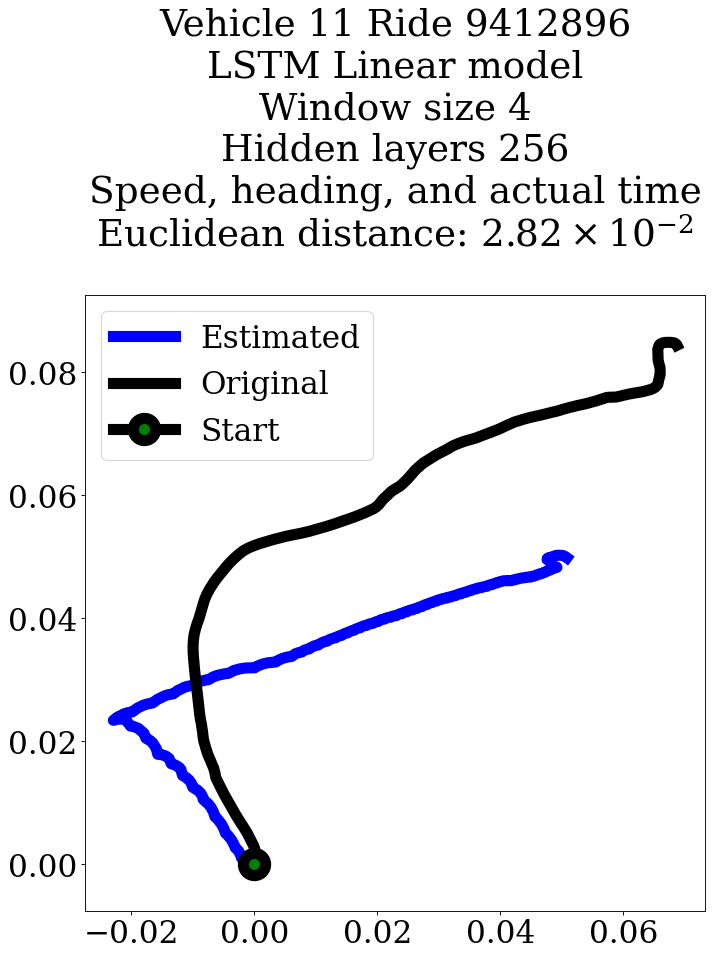 Vehicle 11 Ride 9412896
LSTM Linear model
Window size 4
Hidden layers 256
Speed, heading, and actual time
Euclidean distance: 2.82 × 10⁻²
Estimated
Original
Start
0.08
0.06
0.04
0.02
0.00
−0.02 0.00 0.02 0.04 0.06